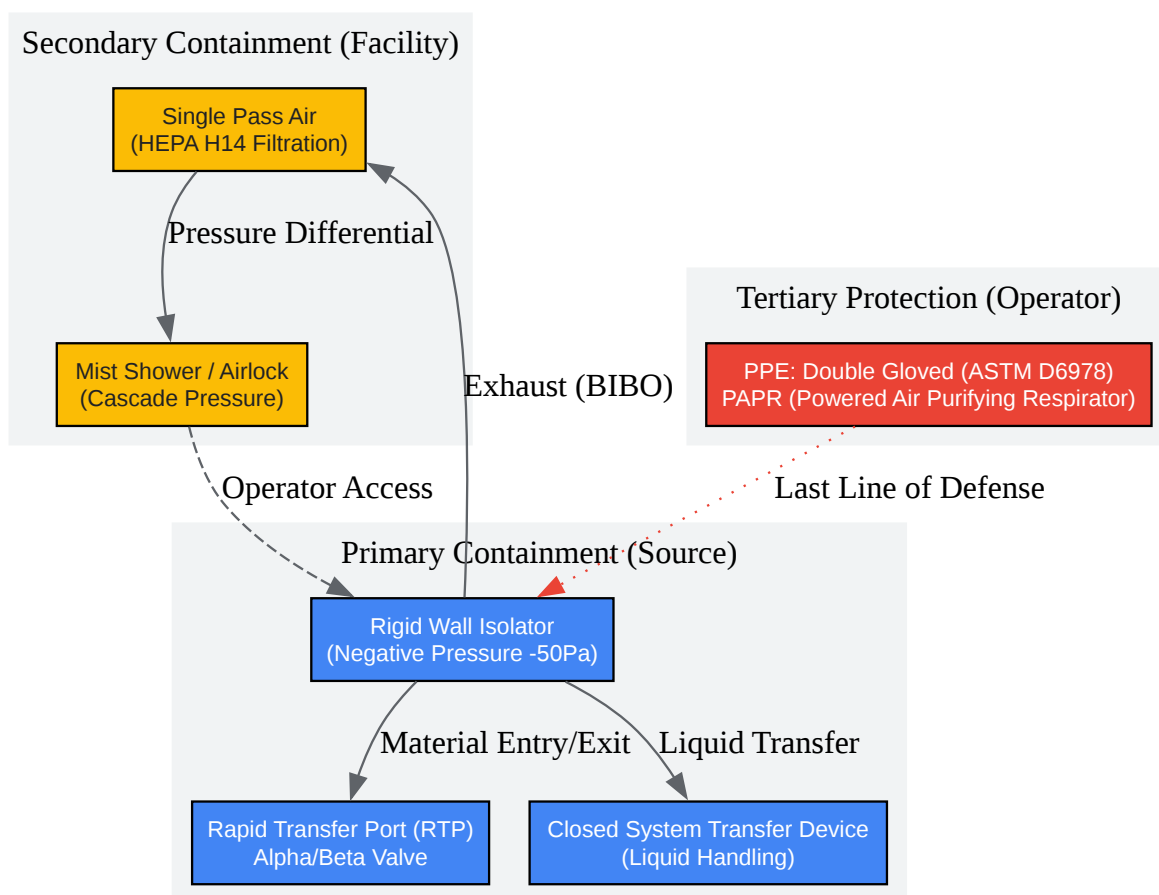 Secondary Containment (Facility)
Single Pass Air
(HEPA H14 Filtration)
Pressure Differential
Tertiary Protection (Operator)
Mist Shower / Airlock
(Cascade Pressure)
Exhaust (BIBO)
PPE: Double Gloved (ASTM D6978)
PAPR (Powered Air Purifying Respirator)
Operator Access
Last Line of Defense
Primary Containment (Source)
Rigid Wall Isolator
(Negative Pressure -50Pa)
Material Entry/Exit
Liquid Transfer
Rapid Transfer Port (RTP)
Alpha/Beta Valve
Closed System Transfer Device
(Liquid Handling)